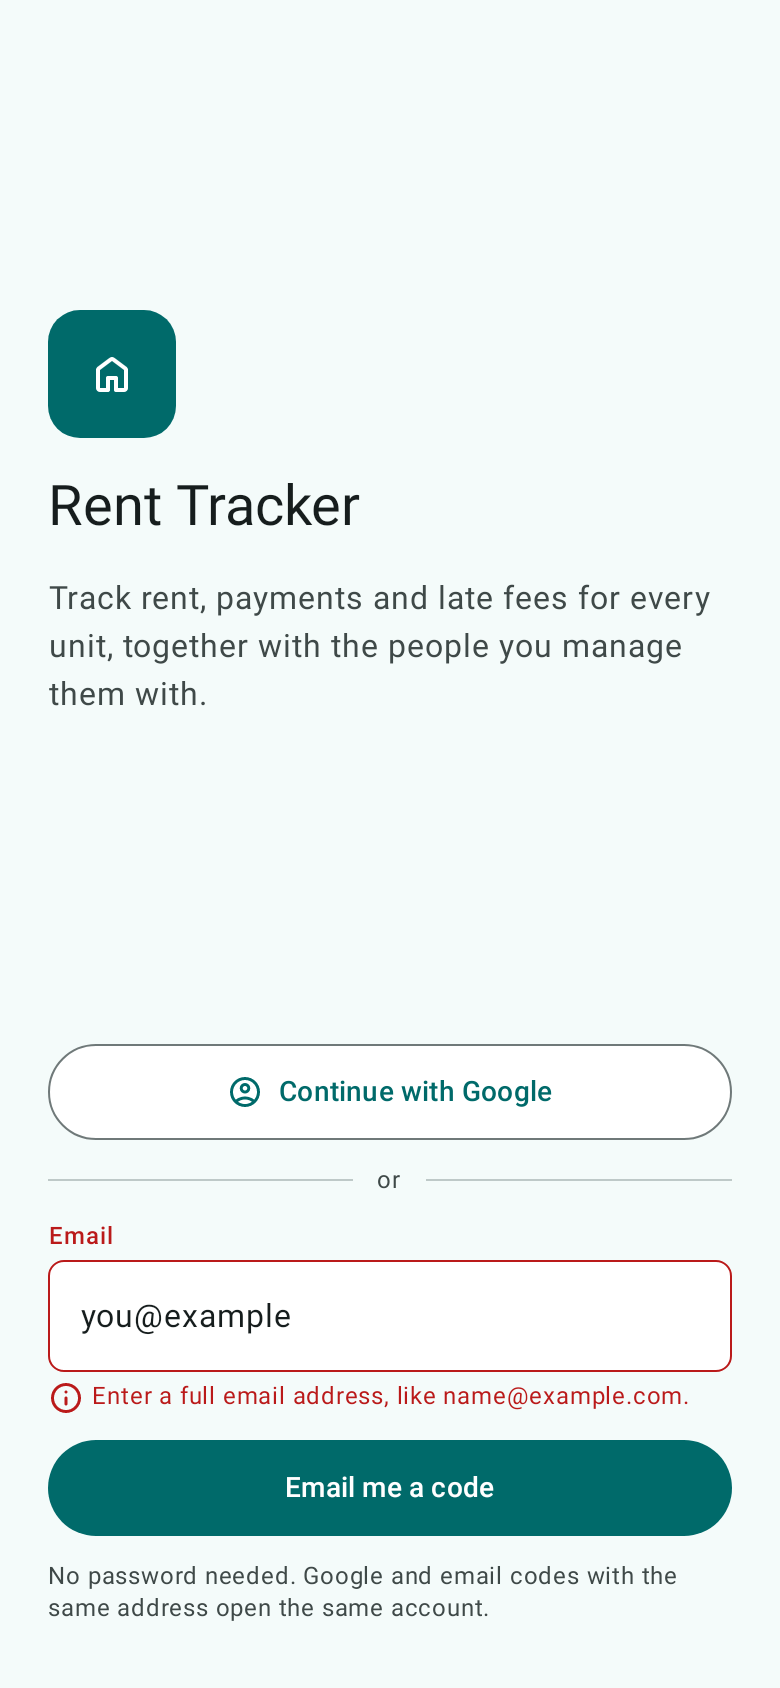 Rent Tracker
Track rent, payments and late fees for every
unit, together with the people you manage
them with.
Continue with Google
or
Email
you@example
Enter a full email address, like name@example.com.
Email me a code
No password needed. Google and email codes with the
same address open the same account.